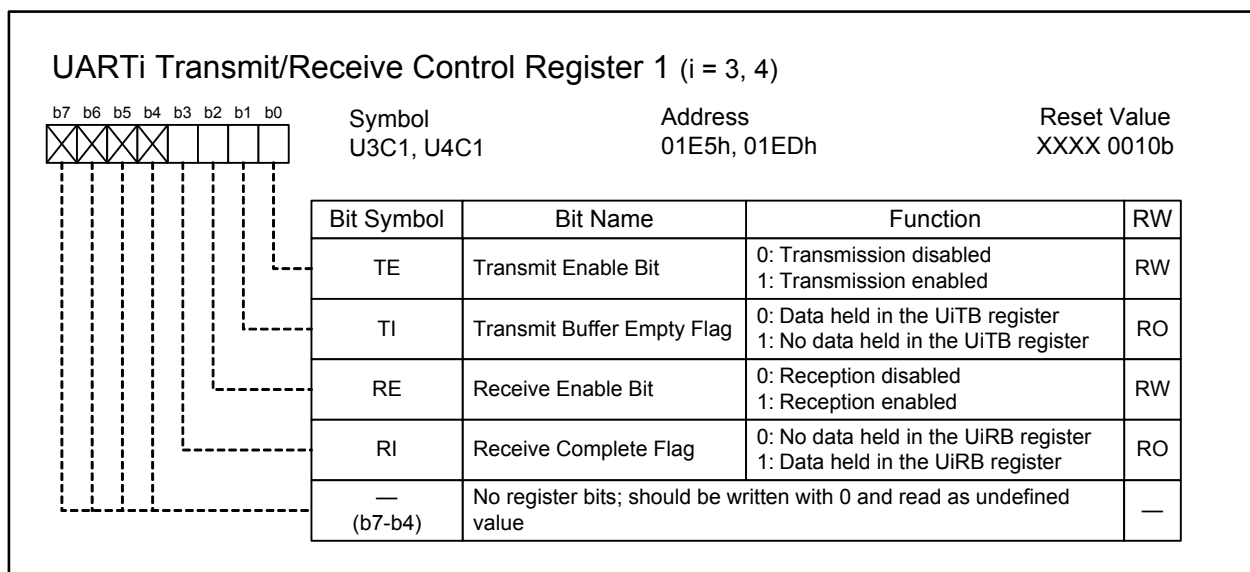 UARTi Transmit/Receive Control Register 1 (i = 3, 4)
b7 b6 b5 b4 b3 b2 b1 b0
Symbol Address Reset Value
U3C1, U4C1 01E5h, 01EDh XXXX 0010b
Bit Symbol Bit Name Function RW
TE Transmit Enable Bit 0: Transmission disabled
1: Transmission enabled RW
TI Transmit Buffer Empty Flag 0: Data held in the UiTB register
1: No data held in the UiTB register RO
RE Receive Enable Bit 0: Reception disabled
1: Reception enabled RW
RI Receive Complete Flag 0: No data held in the UiRB register
1: Data held in the UiRB register RO
— (b7-b4) No register bits; should be written with 0 and read as undefined
value —